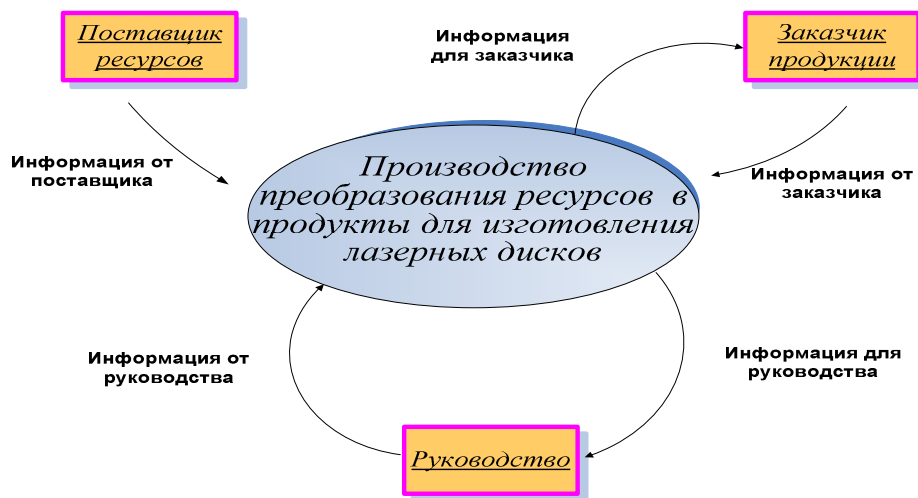 Поставщик
ресурсов
Информация
для заказчика
Заказчик
продукции
Информация от
поставщика
Производство
преобразования ресурсов в
продукты для изготовления
лазерных дисков
Информация от
заказчика
Информация от
руководства
Информация для
руководства
Руководство